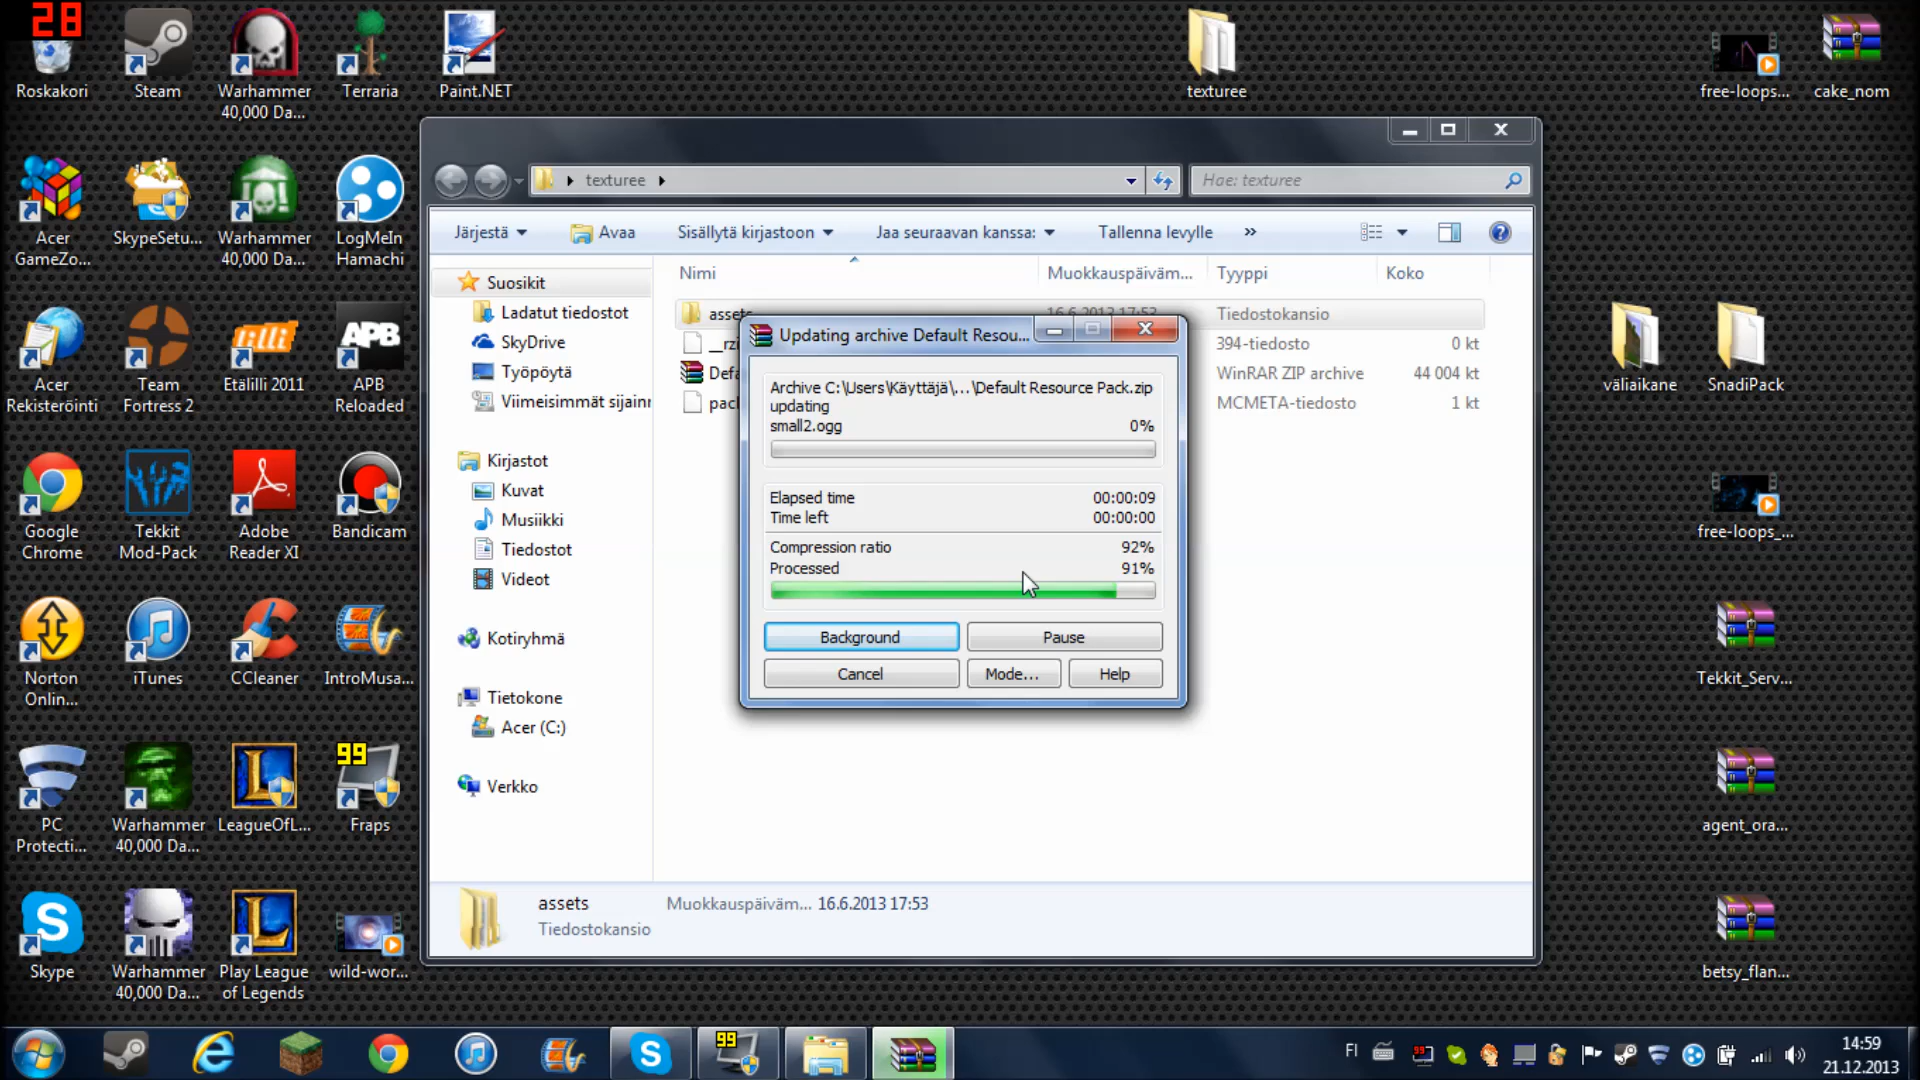 28
Roskakori
Steam
Warhammer
40,000 Da...
Terraria
Paint.NET
texturee
free-loops...
cake_nom
Acer
GameZo...
SkypeSetu...
Warhammer
40,000 Da...
LogMeIn
Hamachi
Acer
Rekisteröinti
Team
Fortress 2
tilli
Etälilli 2011
APB
APB
Reloaded
Google
Chrome
Tekkit
Mod-Pack
Adobe
Reader XI
Bandicam
Norton
Onlin...
iTunes
CCleaner
IntroMusa...
PC
Protecti...
Warhammer
40,000 Da...
LeagueOfL...
99
Fraps
Skype
Warhammer
40,000 Da...
Play League
of Legends
wild-wor...
texturee
Hae: texturee
Järjestä
Avaa
Sisällytä kirjastoon
Jaa seuraavan kanssa:
Tallenna levylle
»
Nimi
Muokkauspäiväm...
Tyyppi
Koko
Suosikit
Ladatut tiedostot
SkyDrive
Työpöytä
Viimeisimmät sijainn
Kirjastot
Kuvat
Musiikki
Tiedostot
Videot
Kotiryhmä
Tietokone
Acer (C:)
Verkko
assets
16.6.2013 17:53
Tiedostokansio
__rzi
394-tiedosto
0 kt
Defa
WinRAR ZIP archive
44 004 kt
pack
MCMETA-tiedosto
1 kt
Updating archive Default Resou...
Archive C:\Users\Käyttäjä\...\Default Resource Pack.zip
updating
small2.ogg
0%
Elapsed time
00:00:09
Time left
00:00:00
Compression ratio
92%
Processed
91%
Background
Pause
Cancel
Mode...
Help
assets
Muokkauspäiväm... 16.6.2013 17:53
Tiedostokansio
väliaikane
SnadiPack
free-loops_...
Tekkit_Serv...
agent_ora...
betsy_flan...
99
FI
14:59
21.12.2013